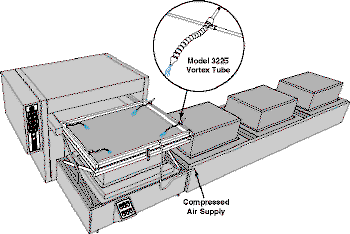 Model 3225
Vortex Tube
Compressed
Air Supply